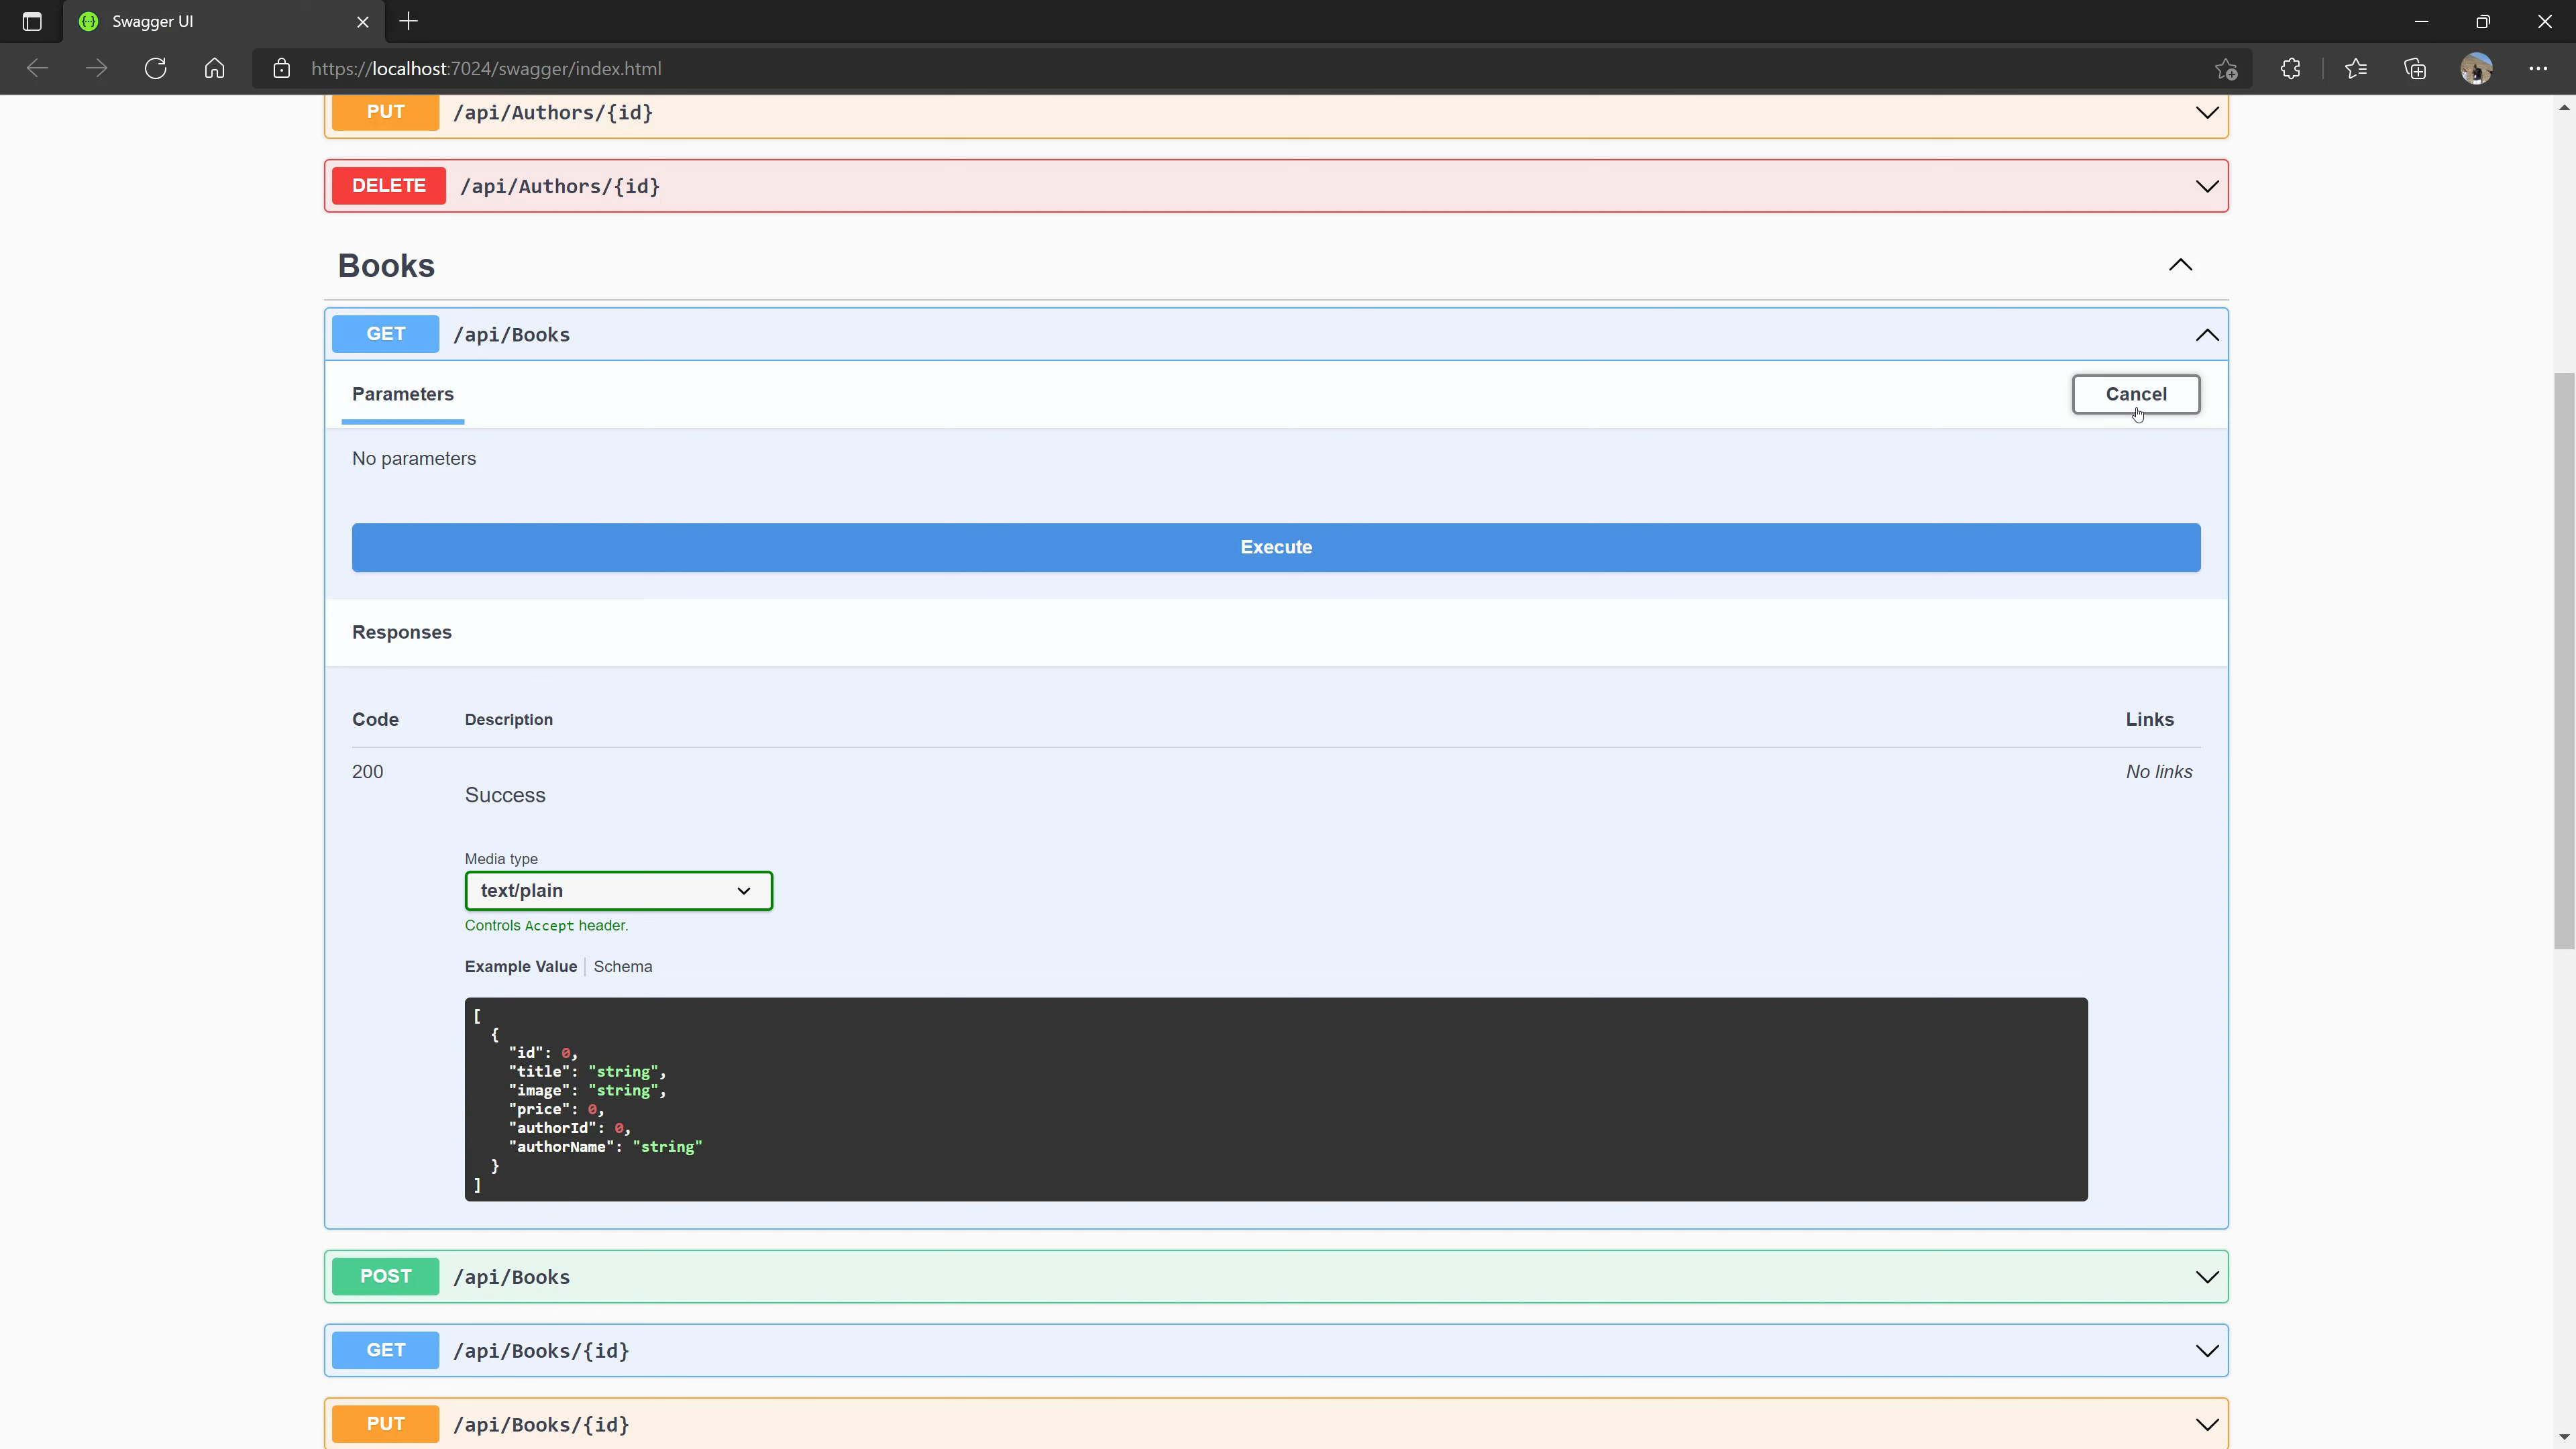 Swagger UI
https://localhost:7024/swagger/index.html
PUT /api/Authors/{id}
DELETE /api/Authors/{id}
Books
GET /api/Books
Parameters
Cancel
No parameters
Execute
Responses
Code Description Links
200 No links
Success
Media type
text/plain
Controls Accept header.
Example Value Schema
[
{
"id": 0,
"title": "string",
"image": "string",
"price": 0,
"authorId": 0,
"authorName": "string"
}
]
POST /api/Books
GET /api/Books/{id}
PUT /api/Books/{id}